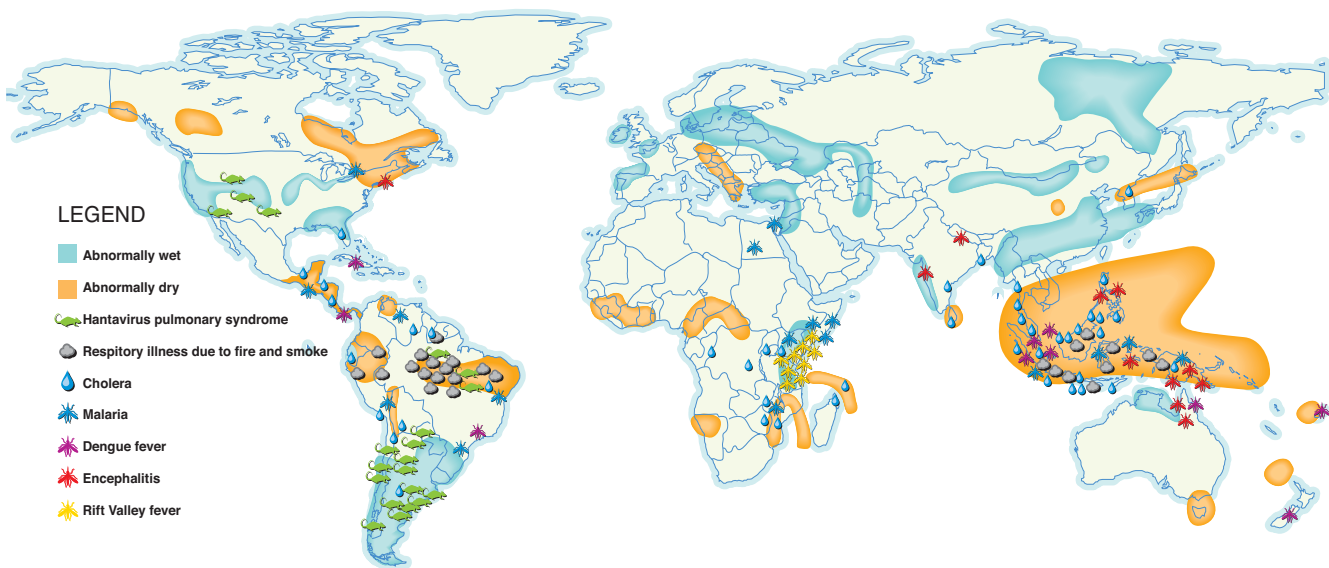 LEGEND
Abnormally wet
Abnormally dry
Hantavirus pulmonary syndrome
Respitory illness due to fire and smoke
Cholera
Malaria
Dengue fever
Encephalitis
Rift Valley fever